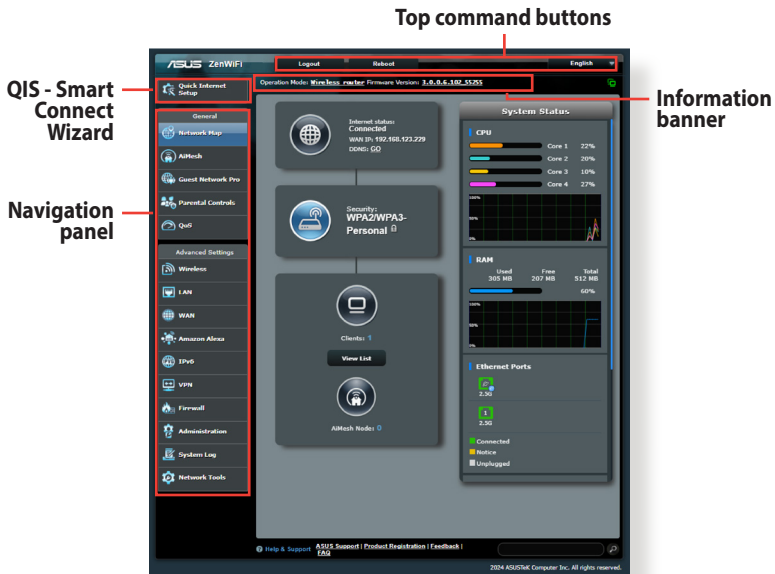 Top command buttons
ASUS ZenWiFi
Logout
Reboot
English
QIS - Smart
Connect
Wizard
Quick Internet
Setup
Operation Mode: Wireless router Firmware Version: 3.0.0.6.102_55255
Information
banner
Navigation
panel
General
Network Map
AiMesh
Guest Network Pro
Parental Controls
QoS
Advanced Settings
Wireless
LAN
WAN
Amazon Alexa
IPv6
VPN
Firewall
Administration
System Log
Network Tools
Internet status:
Connected
WAN IP: 192.168.123.229
DDNS: GO
Security:
WPA2/WPA3-
Personal
Clients: 1
View List
AiMesh Node: 0
System Status
CPU
Core 1 22%
Core 2 20%
Core 3 10%
Core 4 27%
100%
50%
0%
RAM
Used Free Total
305 MB 207 MB 512 MB
60%
100%
50%
0%
Ethernet Ports
2.5G
1
2.5G
Connected
Notice
Unplugged
Help & Support ASUS Support | Product Registration | Feedback |
FAQ
2024 ASUSTeK Computer Inc. All rights reserved.